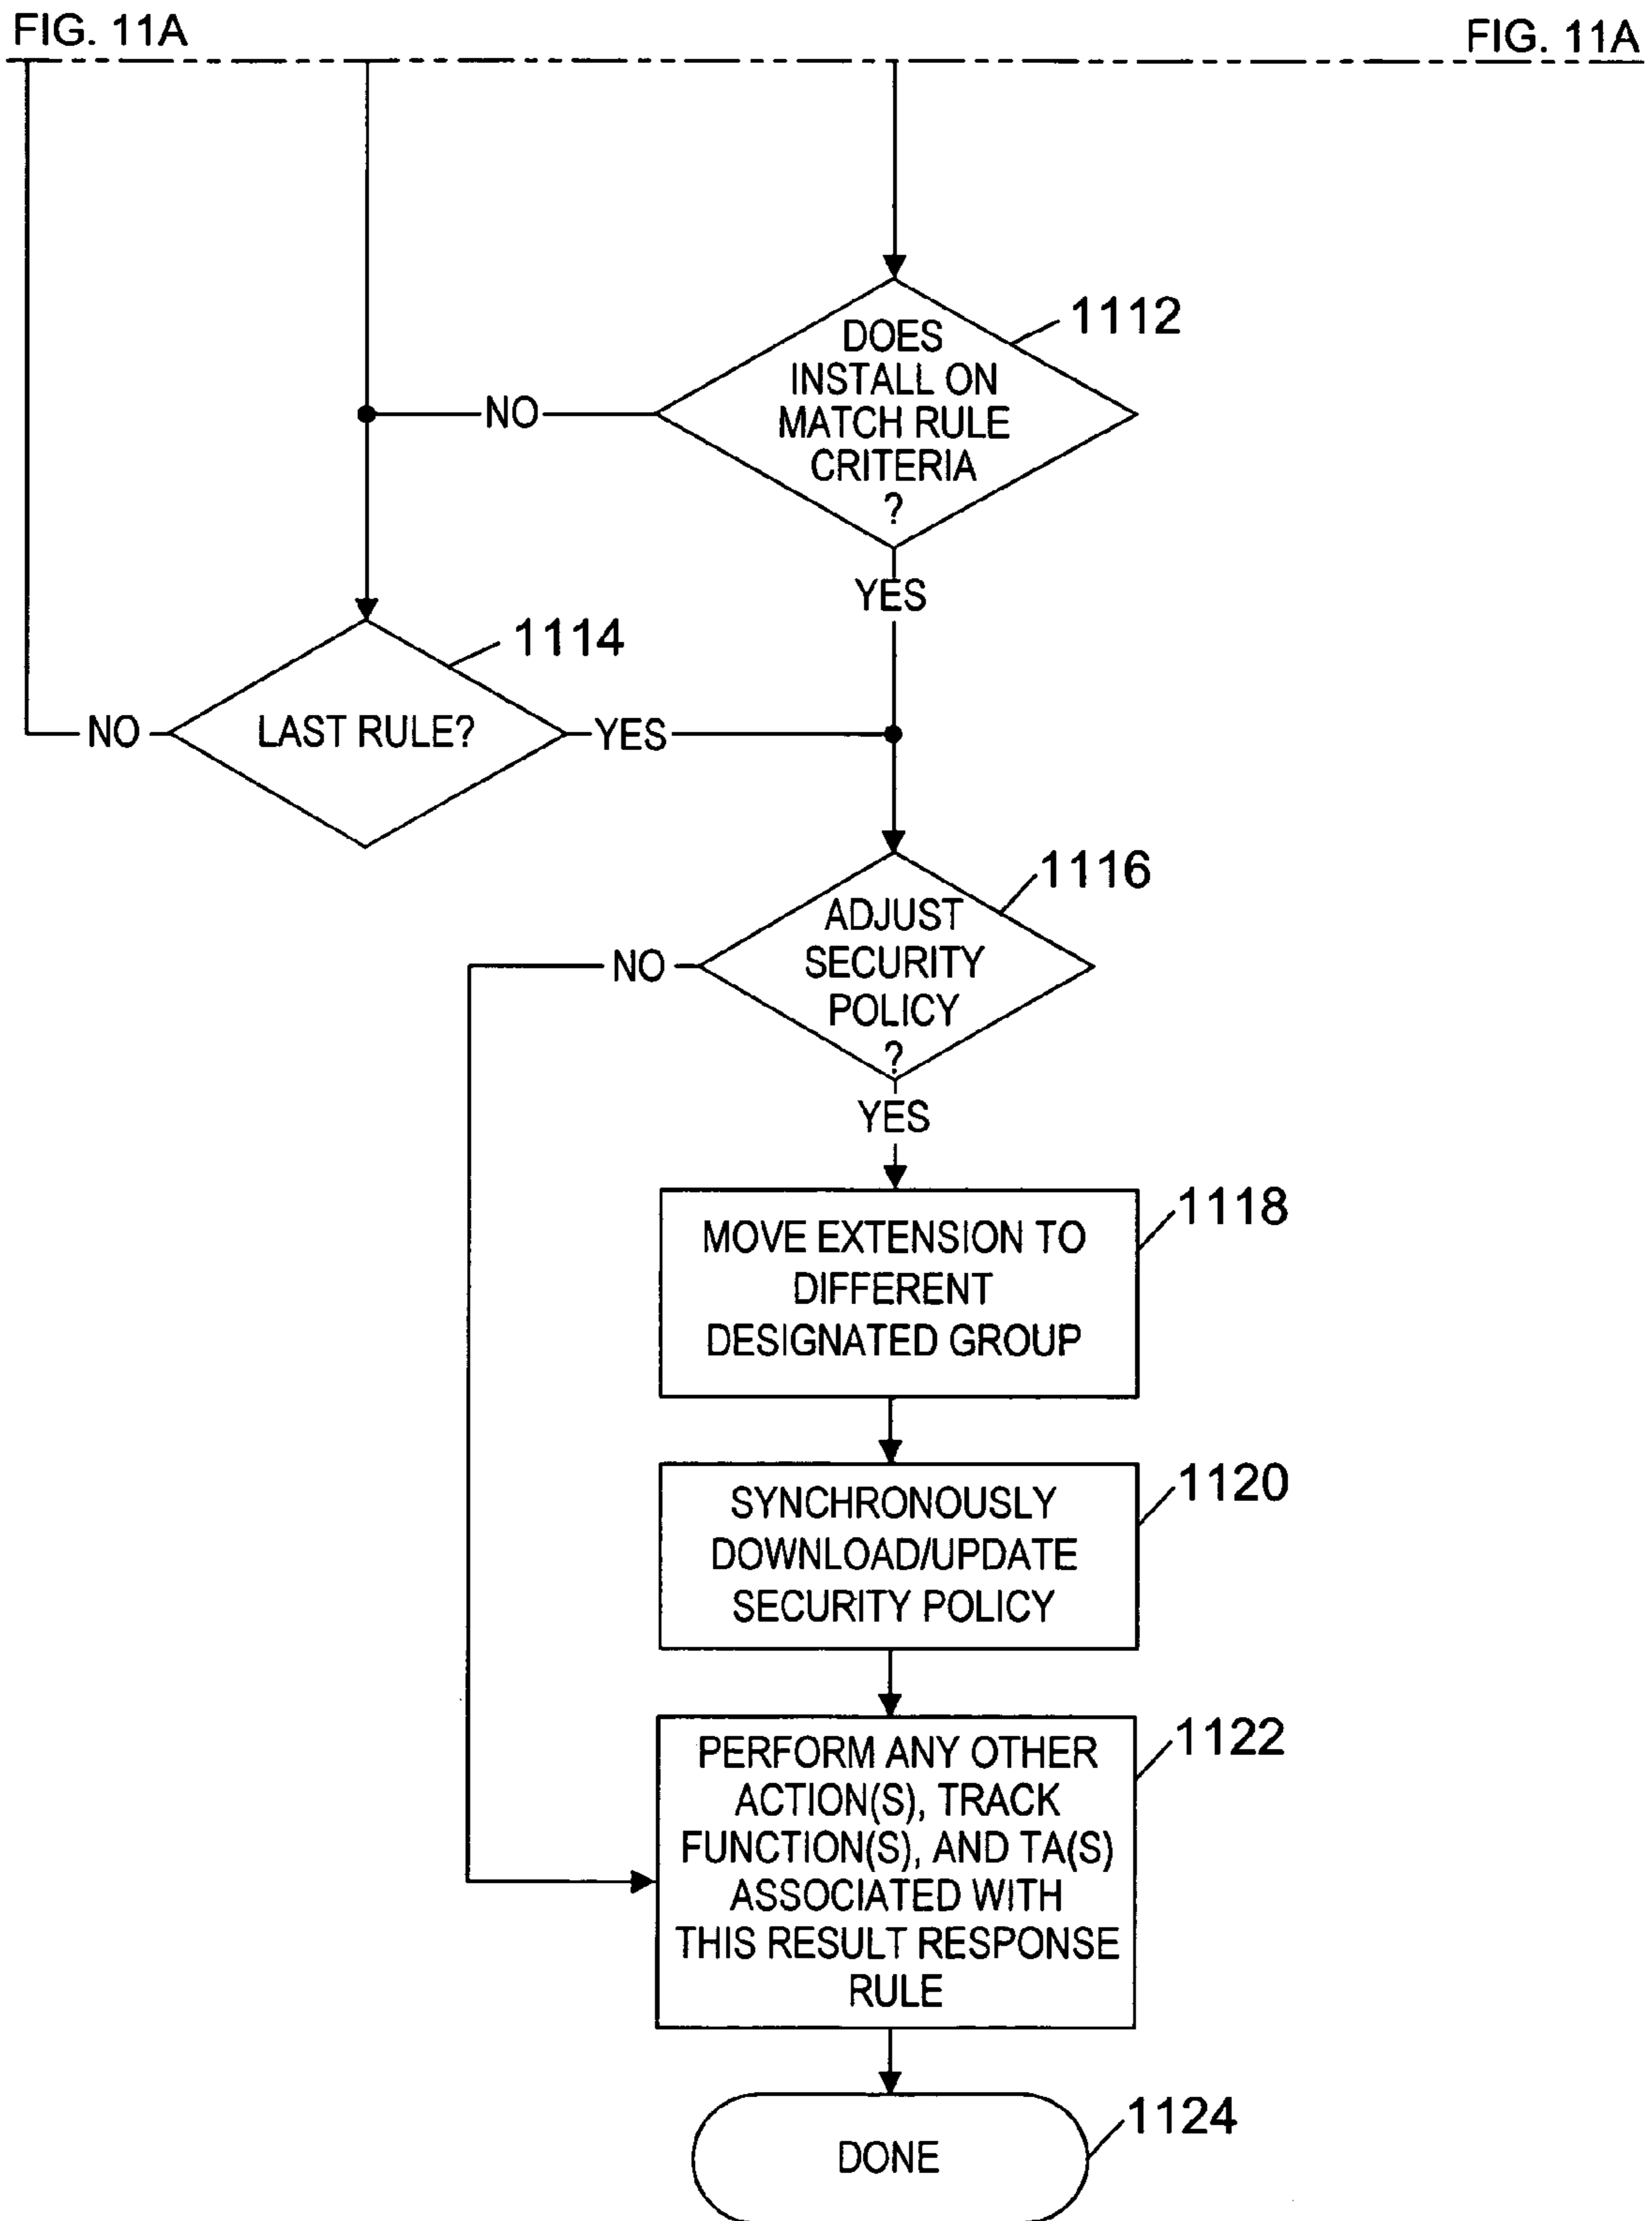 FIG. 11A
FIG. 11A
DOES
INSTALL ON
MATCH RULE
CRITERIA
?
1112
NO
YES
1114
LAST RULE?
NO
YES
1116
ADJUST
SECURITY
POLICY
?
NO
YES
1118
MOVE EXTENSION TO
DIFFERENT
DESIGNATED GROUP
1120
SYNCHRONOUSLY
DOWNLOAD/UPDATE
SECURITY POLICY
1122
PERFORM ANY OTHER
ACTION(S), TRACK
FUNCTION(S), AND TA(S)
ASSOCIATED WITH
THIS RESULT RESPONSE
RULE
1124
DONE